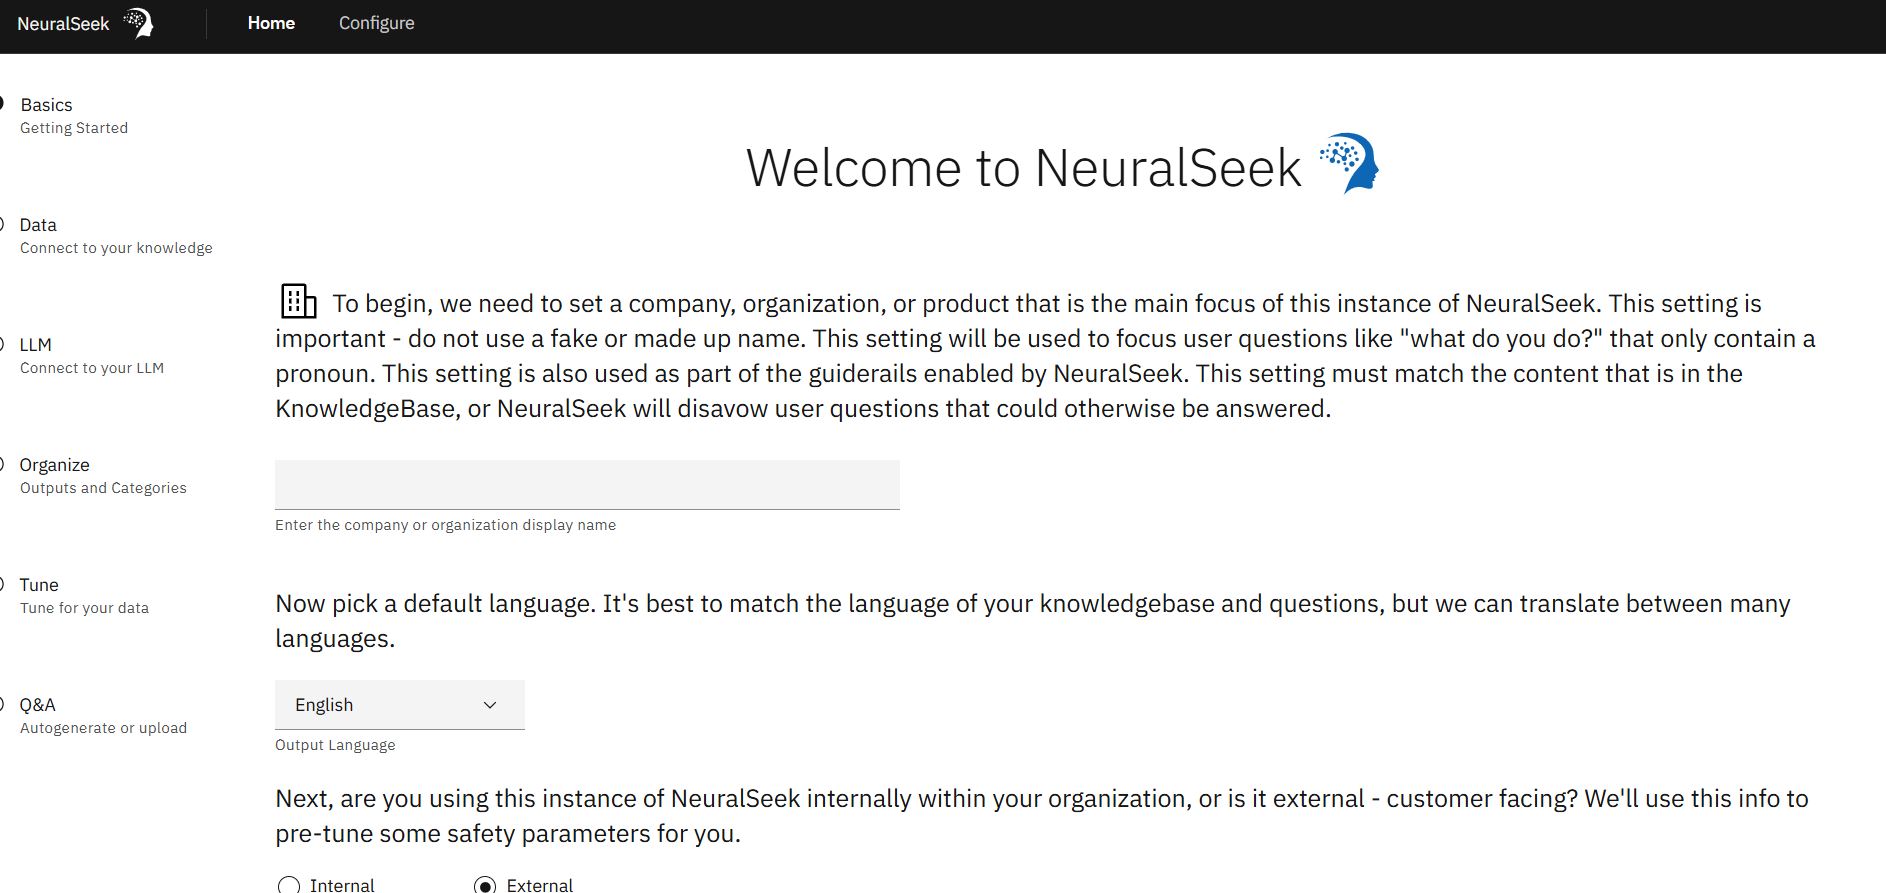 NeuralSeek
Home
Configure
Basics
Getting Started
Data
Connect to your knowledge
LLM
Connect to your LLM
Organize
Outputs and Categories
Tune
Tune for your data
Q&A
Autogenerate or upload
Welcome to NeuralSeek
To begin, we need to set a company, organization, or product that is the main focus of this instance of NeuralSeek. This setting is
important - do not use a fake or made up name. This setting will be used to focus user questions like "what do you do?" that only contain a
pronoun. This setting is also used as part of the guiderails enabled by NeuralSeek. This setting must match the content that is in the
KnowledgeBase, or NeuralSeek will disavow user questions that could otherwise be answered.
Enter the company or organization display name
Now pick a default language. It's best to match the language of your knowledgebase and questions, but we can translate between many
languages.
English
Output Language
Next, are you using this instance of NeuralSeek internally within your organization, or is it external - customer facing? We'll use this info to
pre-tune some safety parameters for you.
Internal
External